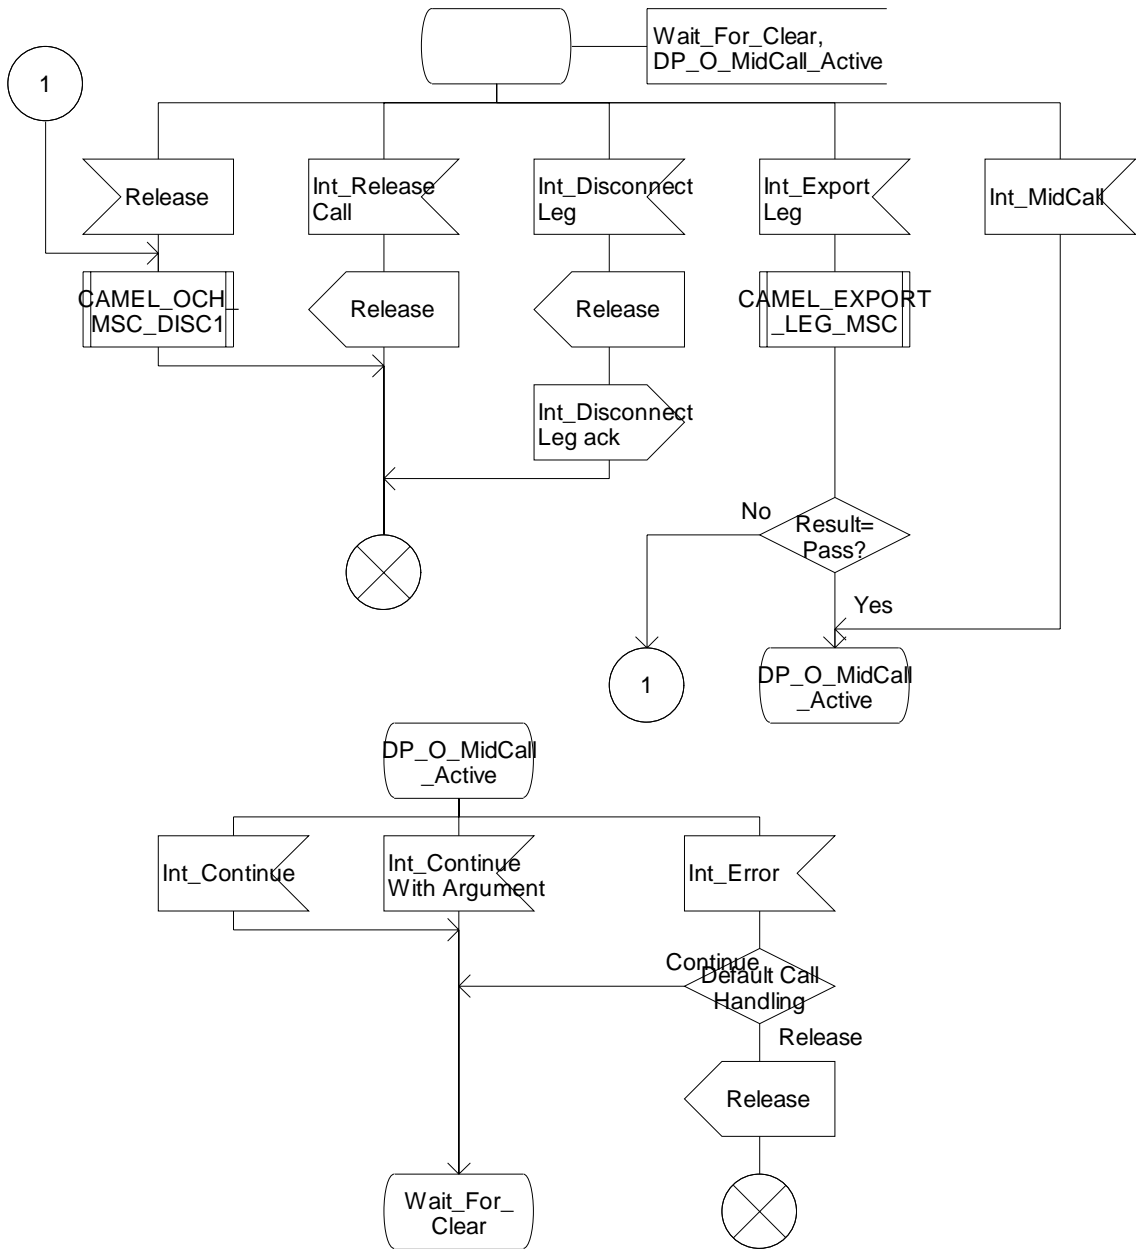 Wait_For_Clear,
DP_O_MidCall_Active
1
Release
Int_Release
Call
Int_Disconnect
Leg
Int_Export
Leg
Int_MidCall
CAMEL_OCH_
MSC_DISC1
Release
Release
CAMEL_EXPORT
_LEG_MSC
Int_Disconnect
Leg ack
No
Result=
Pass?
Yes
1
DP_O_MidCall
_Active
DP_O_MidCall
_Active
Int_Continue
Int_Continue
With Argument
Int_Error
Continue
Default Call
Handling
Release
Release
Wait_For_
Clear